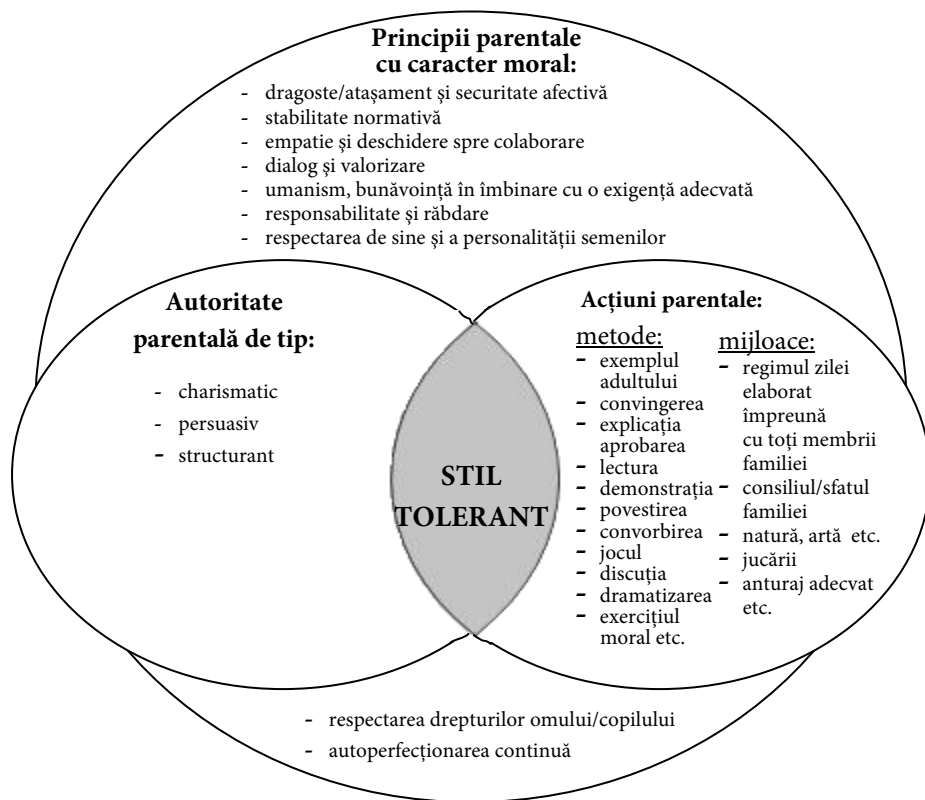 Principii parentale
cu caracter moral:
- dragoste/atașament și securitate afectivă
- stabilitate normativă
- empatie și deschidere spre colaborare
- dialog și valorizare
- umanism, bunăvoință în îmbinare cu o exigență adecvată
- responsabilitate și răbdare
- respectarea de sine și a personalității semenilor
Autoritate
parentală de tip:
- charismatic
- persuasiv
- structurant
STIL
TOLERANT
Acțiuni parentale:
metode:
- exemplul
adultului
- convingerea
- explicația
aprobarea
- lectura
- demonstrația
- povestirea
- convorbirea
- jocul
- discuția
- dramatizarea
- exercițiul
moral etc.
mijloace:
- regimul zilei
elaborat
împreună
cu toți membrii
familiei
- consiliul/sfatul
familiei
- natură, artă etc.
- jucării
- anturaj adecvat
etc.
- respectarea drepturilor omului/copilului
- autoperfecționarea continuă